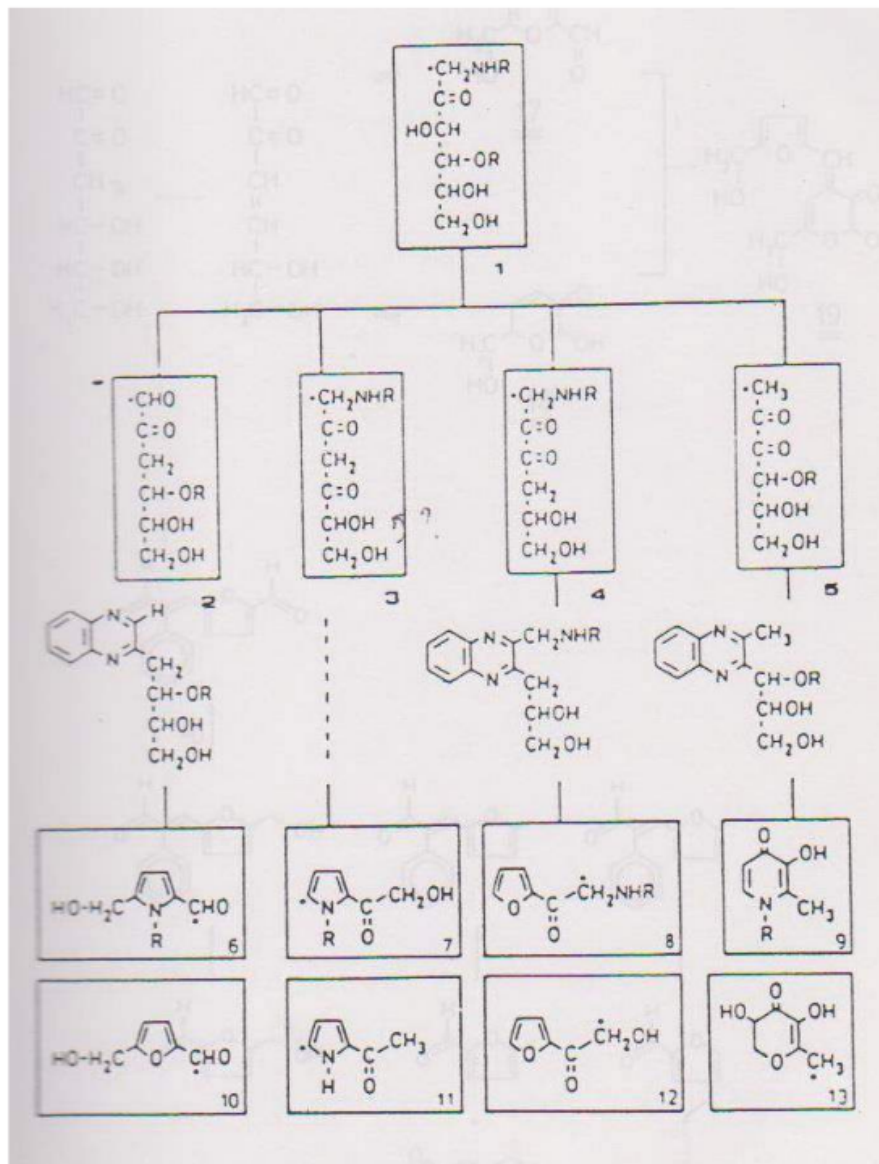 ·CH₂NHR
C=O
HOCH
CH-OR
CHOH
CH₂OH
1
·CHO
C=O
CH₂
CH-OR
CHOH
CH₂OH
2
·CH₂NHR
C=O
CH₂
C=O
CHOH
CH₂OH
?
3
·CH₂NHR
C=O
C=O
CH₂
CHOH
CH₂OH
4
·CH₃
C=O
C=O
CH-OR
CHOH
CH₂OH
5
N H
N CH₂
CH-OR
CHOH
CH₂OH
N CH₂NHR
N CH₂
CHOH
CH₂OH
N CH₃
N CH-OR
CHOH
CH₂OH
HO-H₂C N CHO
R
6
N C CH₂OH
R O
7
O C CH₂NHR
O
8
O
OH
N CH₃
R
9
HO-H₂C O CHO
10
N C CH₃
H O
11
O C CH₂OH
O
12
O
HO OH
O CH₃
13